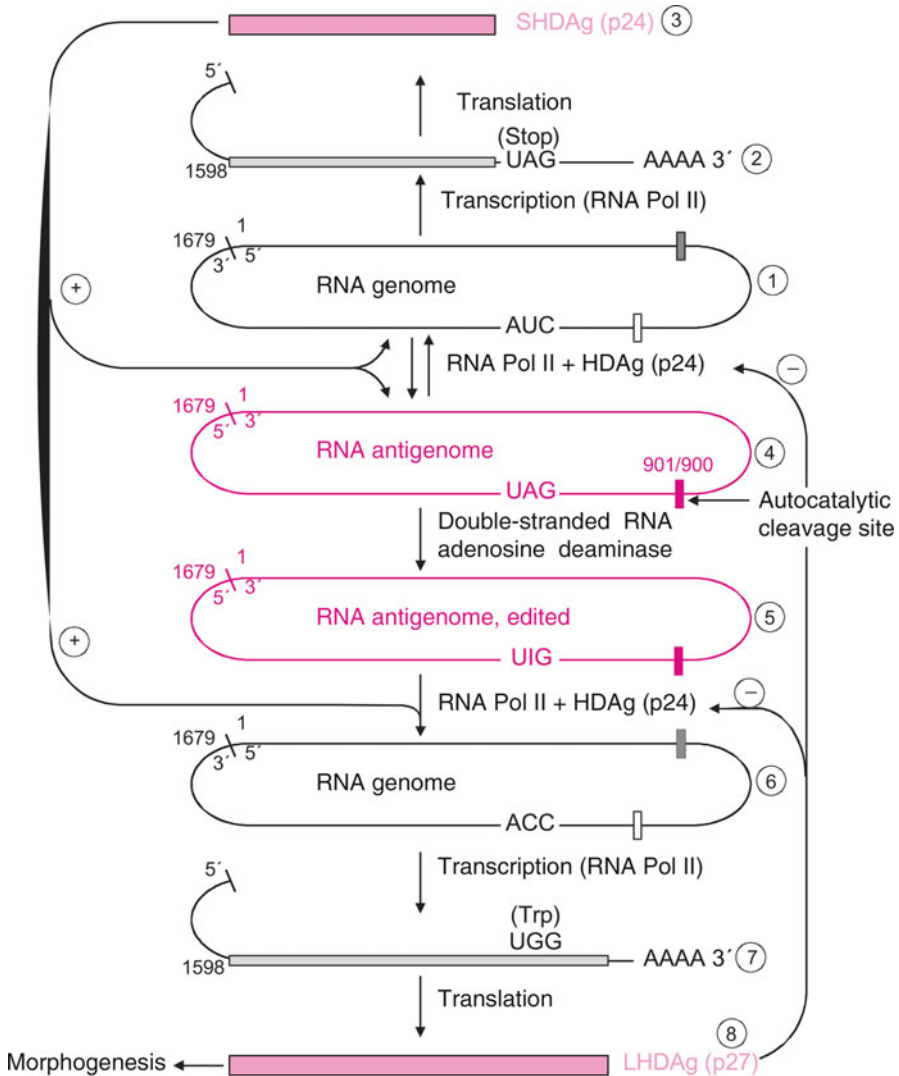 SHDAg (p24) 3
5´
Translation
(Stop)
1598 UAG AAAA 3´ 2
Transcription (RNA Pol II)
1679 1
3´ 5´
RNA genome 1
+
AUC
RNA Pol II + HDAg (p24) −
1679 1
5´ 3´
RNA antigenome 901/900 4
UAG
Autocatalytic
cleavage site
Double-stranded RNA
adenosine deaminase
1679 1
5´ 3´
RNA antigenome, edited 5
+
UIG
RNA Pol II + HDAg (p24) −
1679 1
3´ 5´
RNA genome 6
ACC
Transcription (RNA Pol II)
5´
(Trp)
UGG
1598 AAAA 3´ 7
Translation
8
Morphogenesis LHDAg (p27)